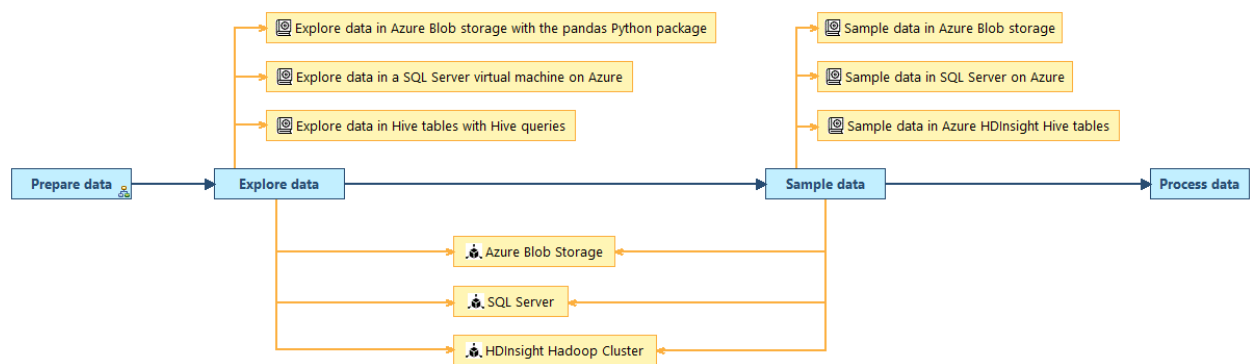 Explore data in Azure Blob storage with the pandas Python package
Explore data in a SQL Server virtual machine on Azure
Explore data in Hive tables with Hive queries
Sample data in Azure Blob storage
Sample data in SQL Server on Azure
Sample data in Azure HDInsight Hive tables
Prepare data
Explore data
Sample data
Process data
Azure Blob Storage
SQL Server
HDInsight Hadoop Cluster